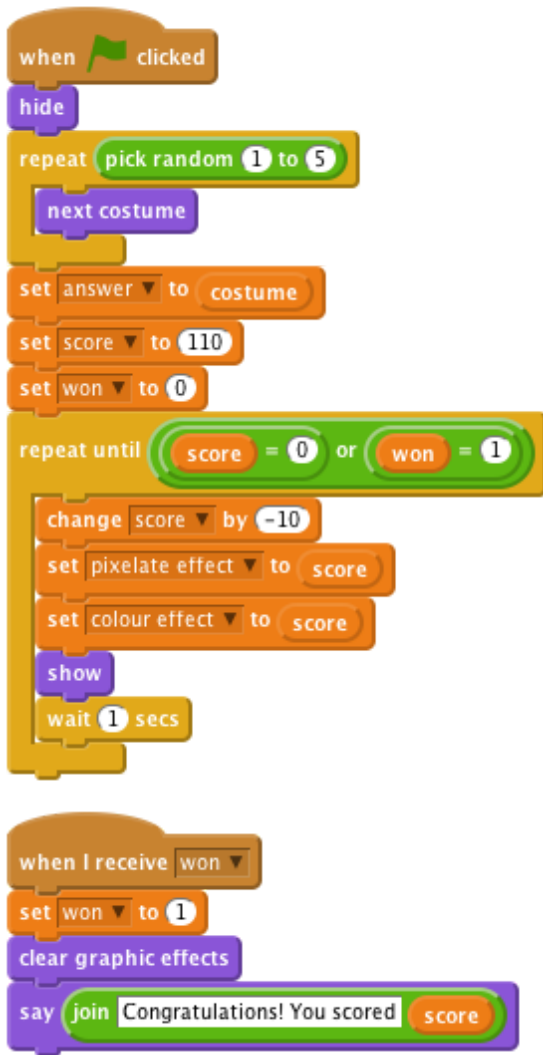 when clicked
hide
repeat pick random 1 to 5
next costume
set answer to costume
set score to 110
set won to 0
repeat until score = 0 or won = 1
change score by -10
set pixelate effect to score
set colour effect to score
show
wait 1 secs
when I receive won
set won to 1
clear graphic effects
say join Congratulations! You scored score